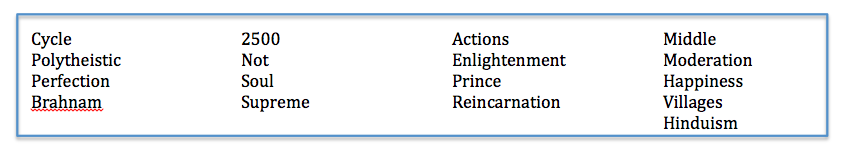 Cycle 2500 Actions Middle
Polytheistic Not Enlightenment Moderation
Perfection Soul Prince Happiness
Brahnam Supreme Reincarnation Villages
Hinduism